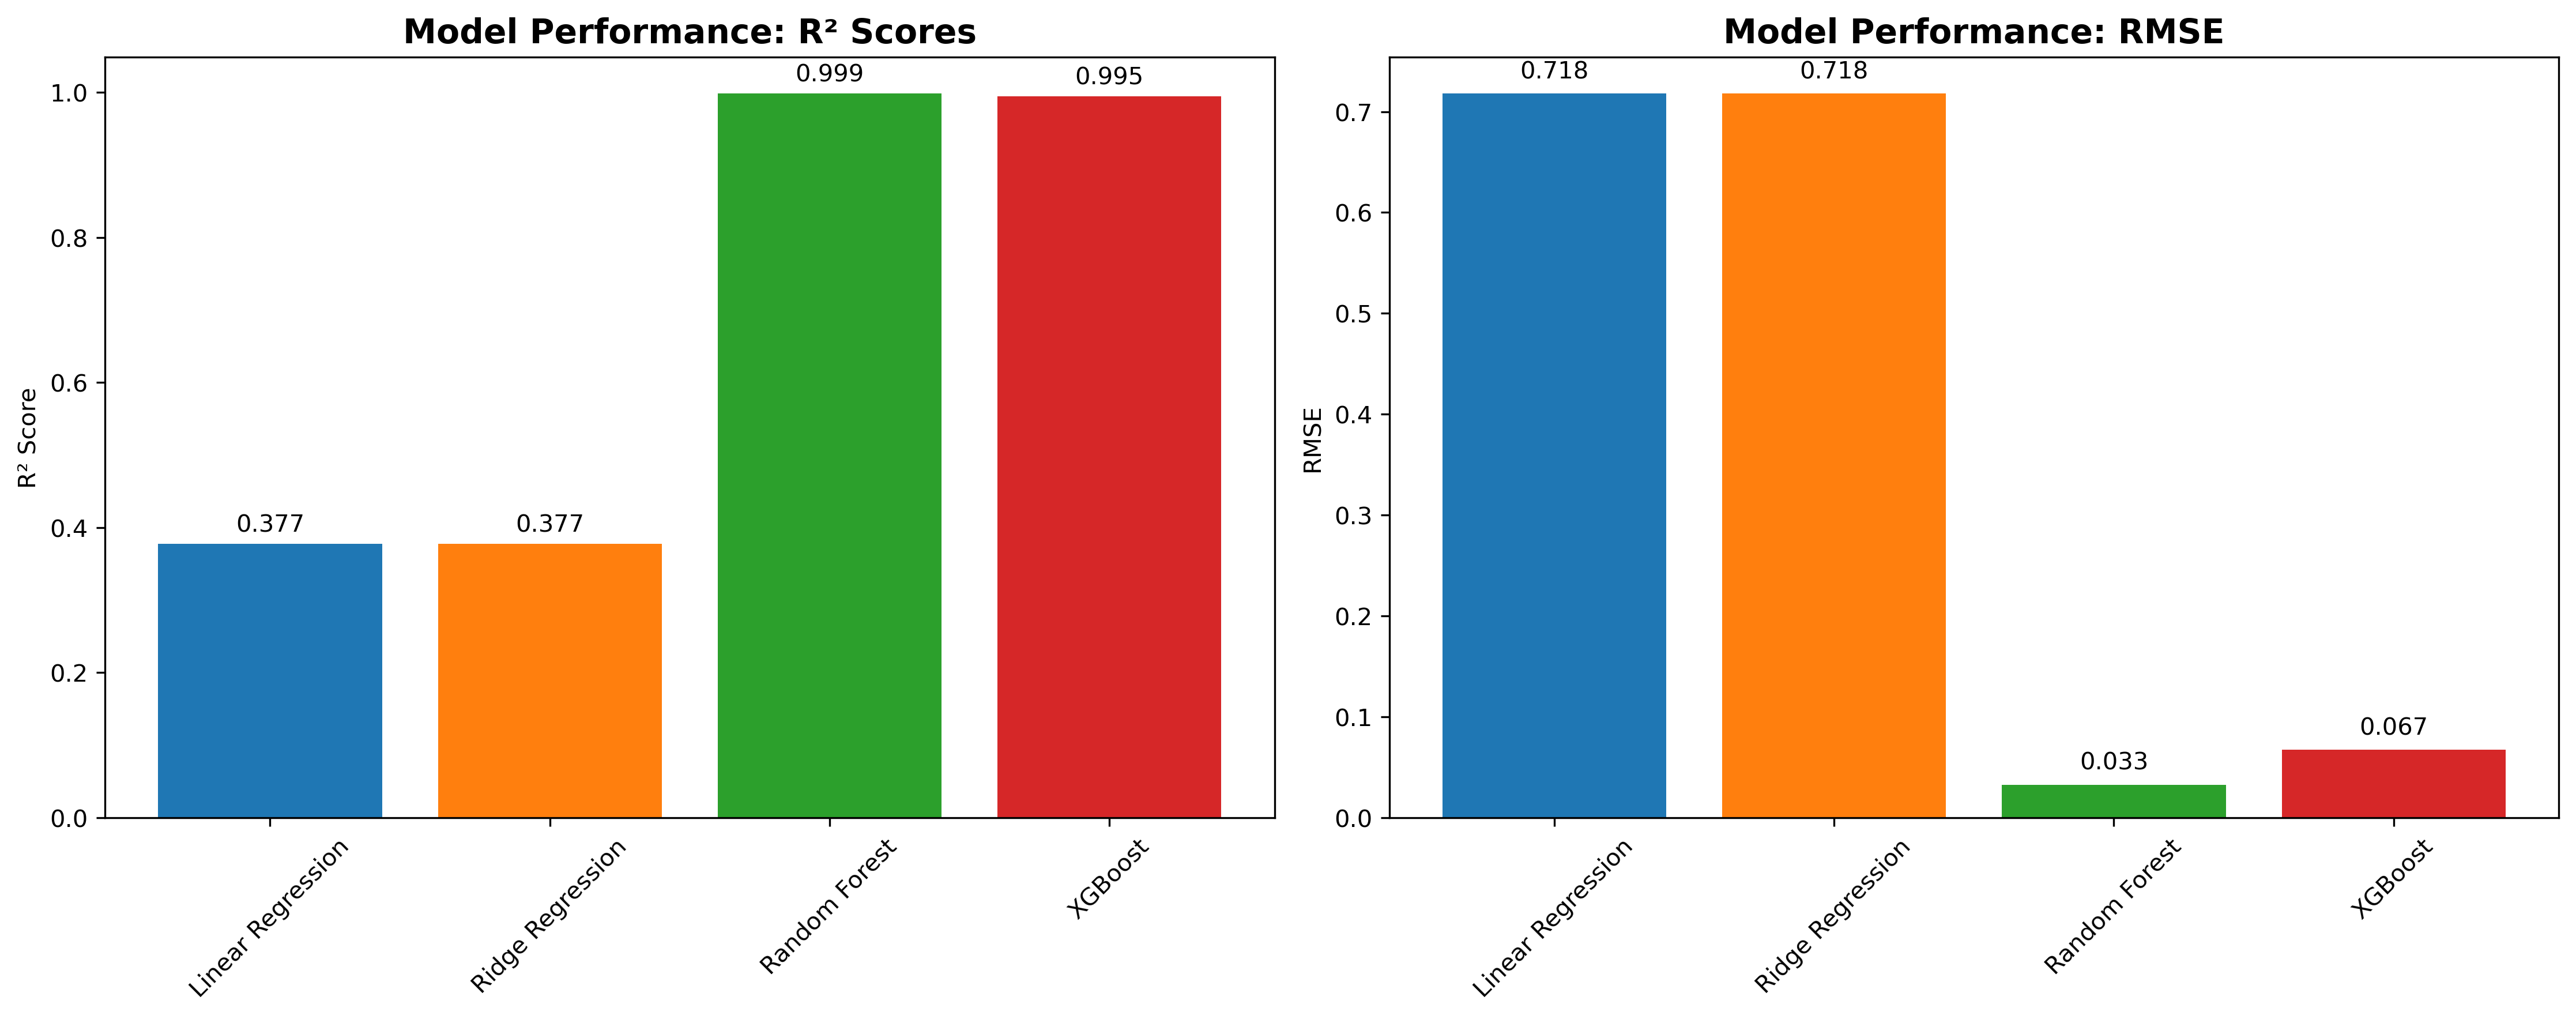 Model Performance: R² Scores
R² Score
1.0
0.8
0.6
0.4
0.2
0.0
0.377
0.377
0.999
0.995
Linear Regression
Ridge Regression
Random Forest
XGBoost
Model Performance: RMSE
RMSE
0.7
0.6
0.5
0.4
0.3
0.2
0.1
0.0
0.718
0.718
0.033
0.067
Linear Regression
Ridge Regression
Random Forest
XGBoost